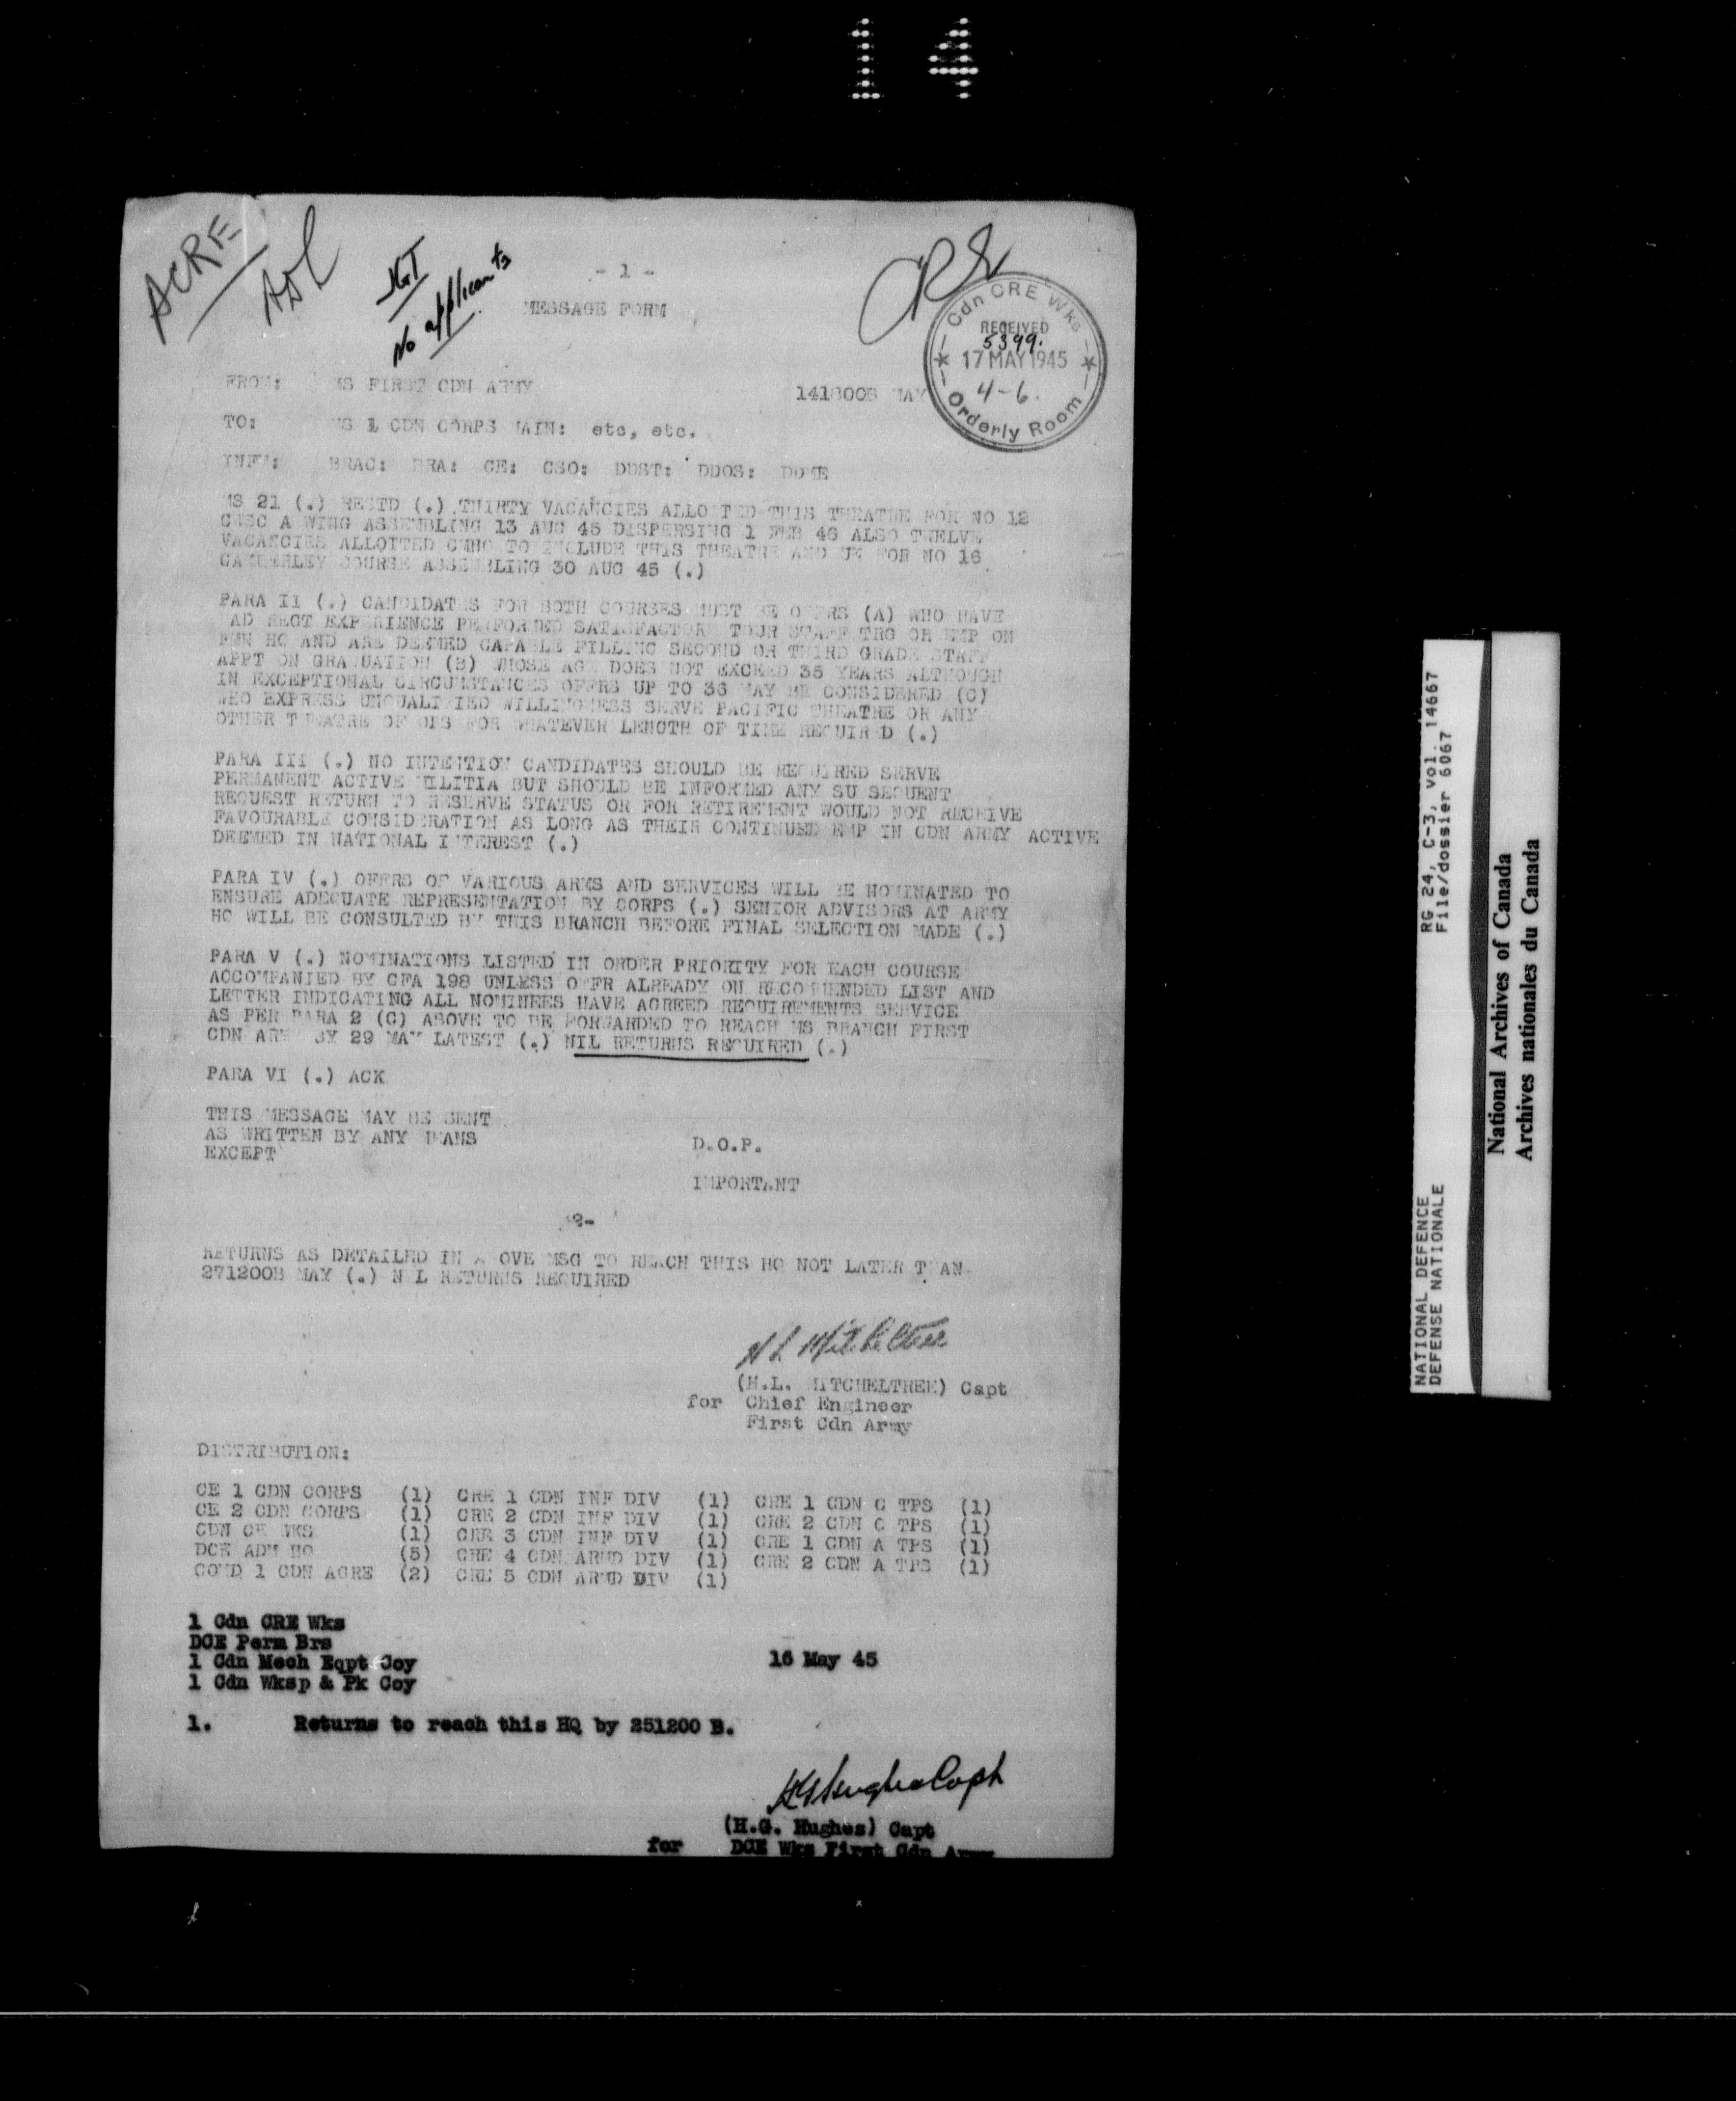 14
ACRE
ADC
No applicants
- 1 -
MESSAGE FORM
Cdn CRE Wks
RECEIVED
5399.
17 MAY 1945
4-6.
Orderly Room
FROM: MS FIRST CDN ARMY 141800B MAY
TO: MS 1 CDN CORPS MAIN: etc, etc.
INFM: BRAC: DRA: CE: CSO: DDST: DDOS: DDME
MS 21 (.) RESTD (.) THIRTY VACANCIES ALLOTTED THIS THEATRE FOR NO 12
CWSC A WING ASSEMBLING 13 AUG 45 DISPERSING 1 FEB 46 ALSO TWELVE
VACANCIES ALLOTTED CMHQ TO INCLUDE THIS THEATRE AND UK FOR NO 16
CAMBERLEY COURSE ASSEMBLING 30 AUG 45 (.)
PARA II (.) CANDIDATES FOR BOTH COURSES MUST BE OFFRS (A) WHO HAVE
HAD REGT EXPERIENCE PERFORMED SATISFACTORY TOUR STAFF TRG OR EMP ON
FMN HQ AND ARE DEEMED CAPABLE FILLING SECOND OR THIRD GRADE STAFF
APPT ON GRADUATION (B) WHOSE AGE DOES NOT EXCEED 35 YEARS ALTHOUGH
IN EXCEPTIONAL CIRCUMSTANCES OFFRS UP TO 36 MAY BE CONSIDERED (C)
WHO EXPRESS UNQUALIFIED WILLINGNESS SERVE PACIFIC THEATRE OR ANY
OTHER THEATRE OF OPS FOR WHATEVER LENGTH OF TIME REQUIRED (.)
PARA III (.) NO INTENTION CANDIDATES SHOULD BE REQUIRED SERVE
PERMANENT ACTIVE MILITIA BUT SHOULD BE INFORMED ANY SUBSEQUENT
REQUEST RETURN TO RESERVE STATUS OR FOR RETIREMENT WOULD NOT RECEIVE
FAVOURABLE CONSIDERATION AS LONG AS THEIR CONTINUED EMP IN CDN ARMY ACTIVE
DEEMED IN NATIONAL INTEREST (.)
PARA IV (.) OFFRS OF VARIOUS ARMS AND SERVICES WILL BE NOMINATED TO
ENSURE ADEQUATE REPRESENTATION BY CORPS (.) SENIOR ADVISORS AT ARMY
HQ WILL BE CONSULTED BY THIS BRANCH BEFORE FINAL SELECTION MADE (.)
PARA V (.) NOMINATIONS LISTED IN ORDER PRIORITY FOR EACH COURSE
ACCOMPANIED BY CFA 198 UNLESS OFFR ALREADY ON RECOMMENDED LIST AND
LETTER INDICATING ALL NOMINEES HAVE AGREED REQUIREMENTS SERVICE
AS PER PARA 2 (C) ABOVE TO BE FORWARDED TO REACH MS BRANCH FIRST
CDN ARMY BY 29 MAY LATEST (.) NIL RETURNS REQUIRED (.)
PARA VI (.) ACK
THIS MESSAGE MAY BE SENT
AS WRITTEN BY ANY MEANS
EXCEPT
D.O.P.
IMPORTANT
-2-
RETURNS AS DETAILED IN ABOVE MSG TO REACH THIS HQ NOT LATER THAN
271200B MAY (.) NIL RETURNS REQUIRED
H L Mitcheltree
(H.L. MITCHELTREE) Capt
for Chief Engineer
First Cdn Army
DISTRIBUTION:
CE 1 CDN CORPS (1) CRE 1 CDN INF DIV (1) CRE 1 CDN C TPS (1)
CE 2 CDN CORPS (1) CRE 2 CDN INF DIV (1) CRE 2 CDN C TPS (1)
CDN CE WKS (1) CRE 3 CDN INF DIV (1) CRE 1 CDN A TPS (1)
DCE ADM HQ (5) CRE 4 CDN ARMD DIV (1) CRE 2 CDN A TPS (1)
COMD 1 CDN AGRE (2) CRE 5 CDN ARMD DIV (1)
1 Cdn CRE Wks
DCE Perm Brs
1 Cdn Mech Eqpt Coy 16 May 45
1 Cdn Wksp & Pk Coy
1. Returns to reach this HQ by 251200 B.
HG Hughes Capt
(H.G. Hughes) Capt
for DCE Wks First Cdn Army
NATIONAL DEFENCE RG 24, C-3, vol. 14667
DEFENSE NATIONALE File/dossier 6067
National Archives of Canada
Archives nationales du Canada